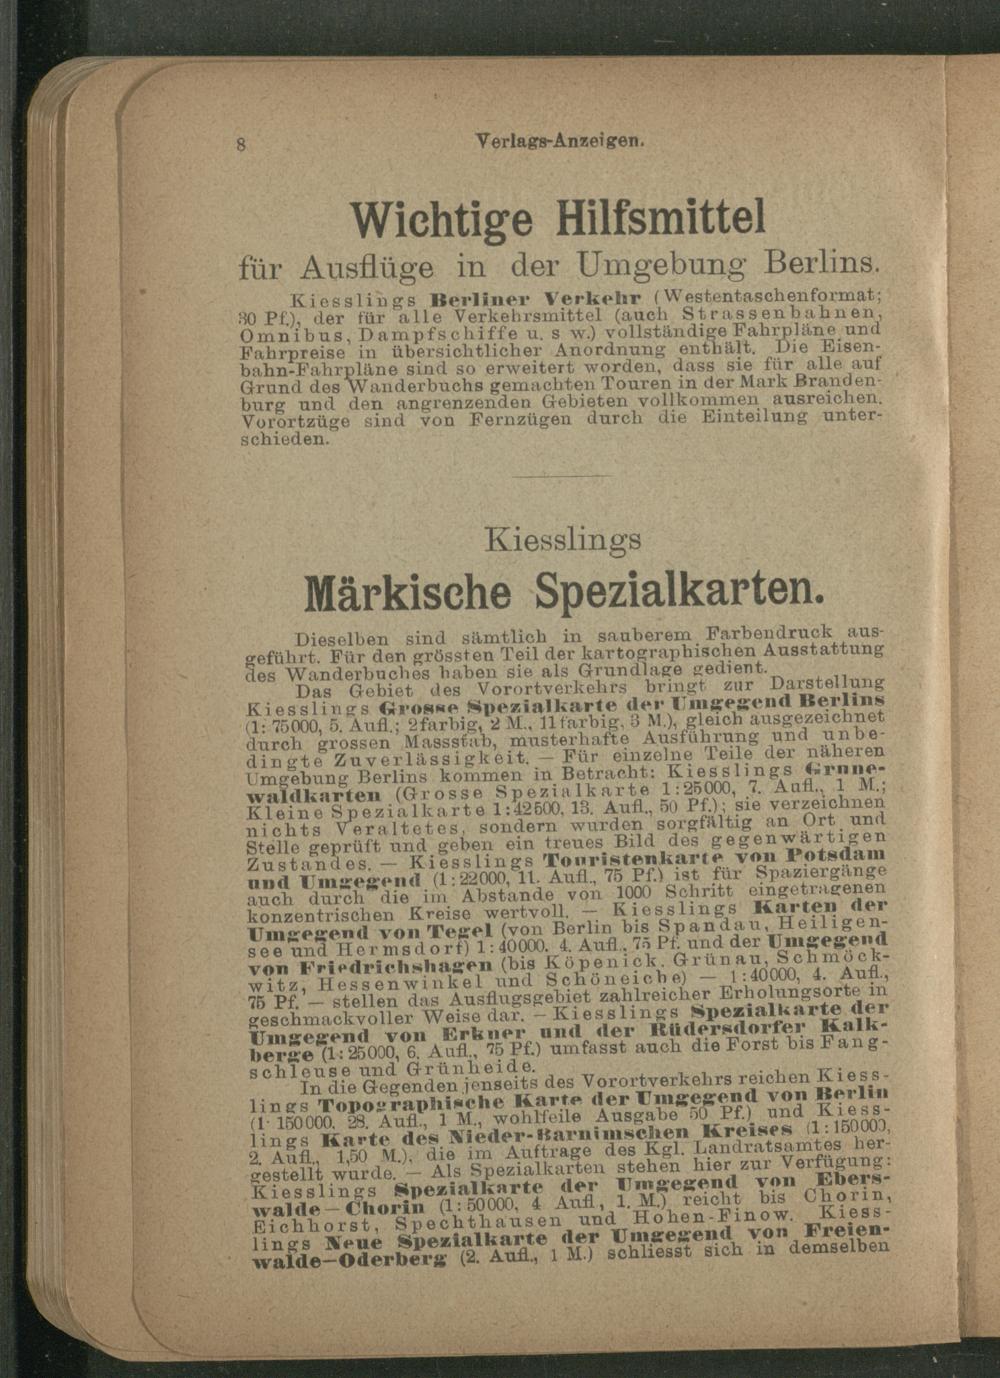 8 Verlags-Anzeigen.
Wichtige Hilfsmittel
für Ausflüge in der Umgebung Berlins.
Kiesslings Berliner Verkehr (Westentaschenformat;
30 Pf.), der für alle Verkehrsmittel (auch Strassenbahnen,
Omnibus, Dampfschiffe u. s w.) vollständige Fahrpläne und
Fahrpreise in übersichtlicher Anordnung enthält. Die Eisen-
bahn-Fahrpläne sind so erweitert worden, dass sie für alle auf
Grund des Wanderbuchs gemachten Touren in der Mark Branden-
burg und den angrenzenden Gebieten vollkommen ausreichen.
Vorortzüge sind von Fernzügen durch die Einteilung unter-
schieden.
Kiesslings
Märkische Spezialkarten.
Dieselben sind sämtlich in sauberem Farbendruck aus-
geführt. Für den grössten Teil der kartographischen Ausstattung
des Wanderbuches haben sie als Grundlage gedient.
Das Gebiet des Vorortverkehrs bringt zur Darstellung
Kiesslings Grosse Spezialkarte der Umgegend Berlins
(1: 75000, 5. Aufl.; 2farbig, 2 M., 11farbig, 3 M.), gleich ausgezeichnet
durch grossen Massstab, musterhafte Ausführung und unbe-
dingte Zuverlässigkeit. — Für einzelne Teile der näheren
Umgebung Berlins kommen in Betracht: Kiesslings Grune-
waldkarten (Grosse Spezialkarte 1:25000, 7. Aufl., 1 M.;
Kleine Spezialkarte 1:42500, 13. Aufl., 50 Pf.); sie verzeichnen
nichts Veraltetes, sondern wurden sorgfältig an Ort und
Stelle geprüft und geben ein treues Bild des gegenwärtigen
Zustandes. — Kiesslings Touristenkarte von Potsdam
und Umgegend (1:22000, 11. Aufl., 75 Pf.) ist für Spaziergänge
auch durch die im Abstande von 1000 Schritt eingetragenen
konzentrischen Kreise wertvoll. — Kiesslings Karten der
Umgegend von Tegel (von Berlin bis Spandau, Heiligen-
see und Hermsdorf) 1:40000. 4. Aufl., 75 Pf. und der Umgegend
von Friedrichshagen (bis Köpenick, Grünau, Schmöck-
witz, Hessenwinkel und Schöneiche) — 1:40000, 4. Aufl.,
75 Pf. — stellen das Ausflugsgebiet zahlreicher Erholungsorte in
geschmackvoller Weise dar. — Kiesslings Spezialkarte der
Umgegend von Erkner und der Rüdersdorfer Kalk-
berge (1: 25000, 6. Aufl., 75 Pf.) umfasst auch die Forst bis Fang-
schleuse und Grünheide.
In die Gegenden jenseits des Vorortverkehrs reichen Kiess-
lings Topographische Karte der Umgegend von Berlin
(1: 150000, 28. Aufl., 1 M., wohlfeile Ausgabe 50 Pf.) und Kiess-
lings Karte des Nieder-Barnimschen Kreises (1:150000,
2. Aufl., 1,50 M.), die im Auftrage des Kgl. Landratsamtes her-
gestellt wurde. — Als Spezialkarten stehen hier zur Verfügung:
Kiesslings Spezialkarte der Umgegend von Ebers-
walde—Chorin (1:50000, 4 Aufl., 1. M.) reicht bis Chorin,
Eichhorst, Spechthausen und Hohen-Finow. Kiess-
lings Neue Spezialkarte der Umgegend von Freien-
walde—Oderberg (2. Aufl., 1 M.) schliesst sich in demselben